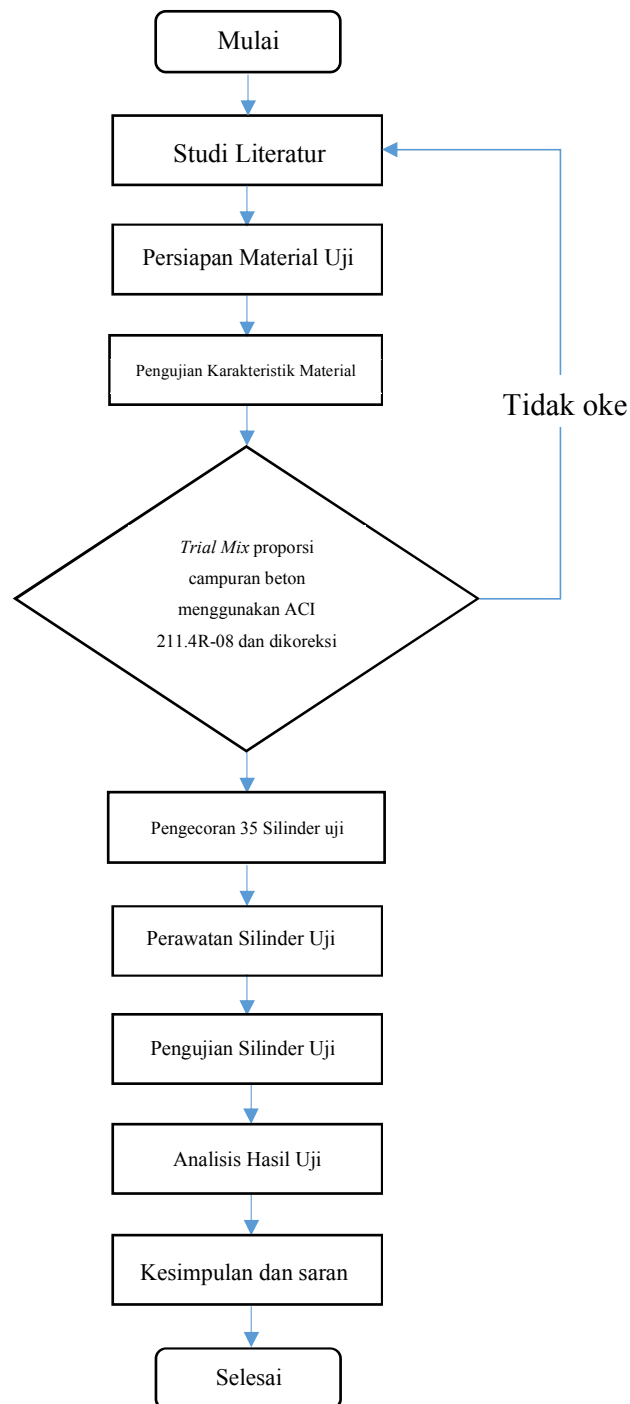 Mulai
Studi Literatur
Persiapan Material Uji
Pengujian Karakteristik Material
Tidak oke
Trial Mix proporsi
campuran beton
menggunakan ACI
211.4R-08 dan dikoreksi
Pengecoran 35 Silinder uji
Perawatan Silinder Uji
Pengujian Silinder Uji
Analisis Hasil Uji
Kesimpulan dan saran
Selesai